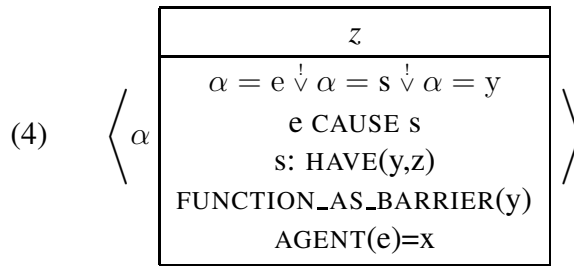 z
α = e ∨̇! α = s ∨̇! α = y
e CAUSE s
(4) ⟨ α s: HAVE(y,z) ⟩
FUNCTION_AS_BARRIER(y)
AGENT(e)=x